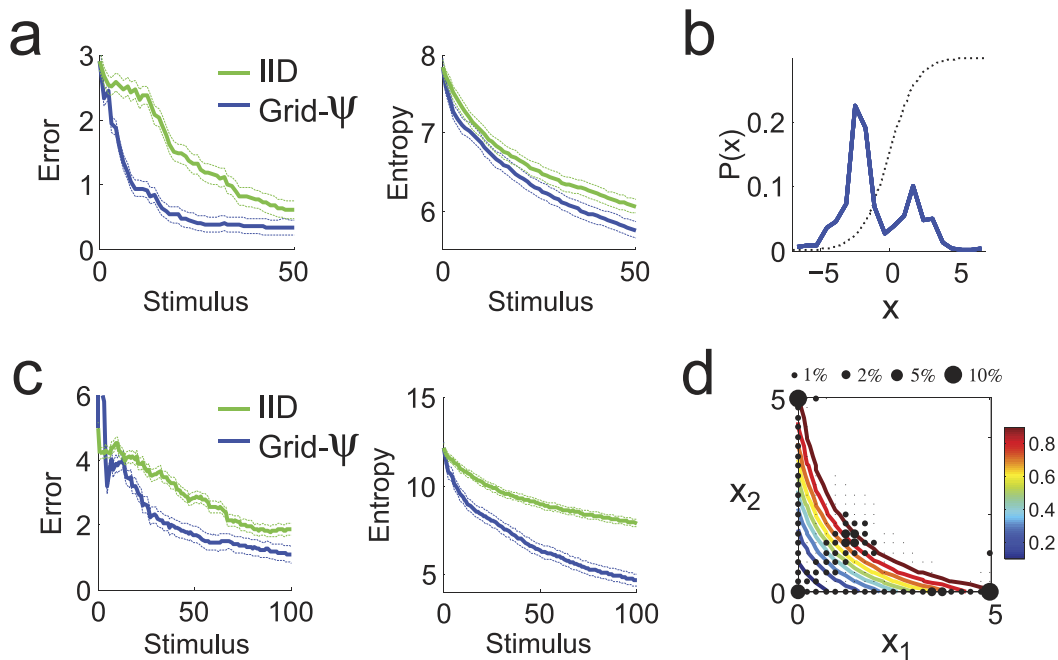 a
3
2
1
0
Error
0
50
Stimulus
IID
Grid-Ψ
8
7
6
Entropy
0
50
Stimulus
b
0.2
0.1
0
P(x)
−5
0
5
x
c
6
4
2
0
Error
0
50
100
Stimulus
IID
Grid-Ψ
15
10
5
Entropy
0
50
100
Stimulus
d
1% 2% 5% 10%
5
x2
0
0
5
x1
0.8
0.6
0.4
0.2